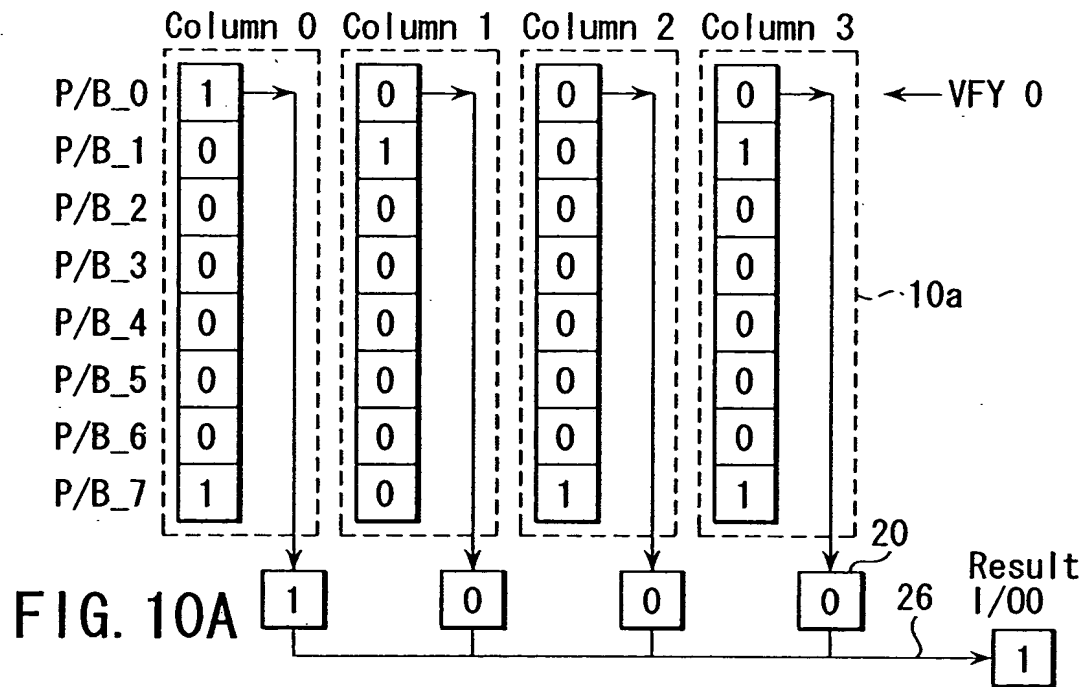 Column 0 Column 1 Column 2 Column 3
P/B_0 1 0 0 0 VFY 0
P/B_1 0 1 0 1
P/B_2 0 0 0 0
P/B_3 0 0 0 0 10a
P/B_4 0 0 0 0
P/B_5 0 0 0 0
P/B_6 0 0 0 0
P/B_7 1 0 1 1
20
1 0 0 0 26 Result
I/O0
1
FIG. 10A